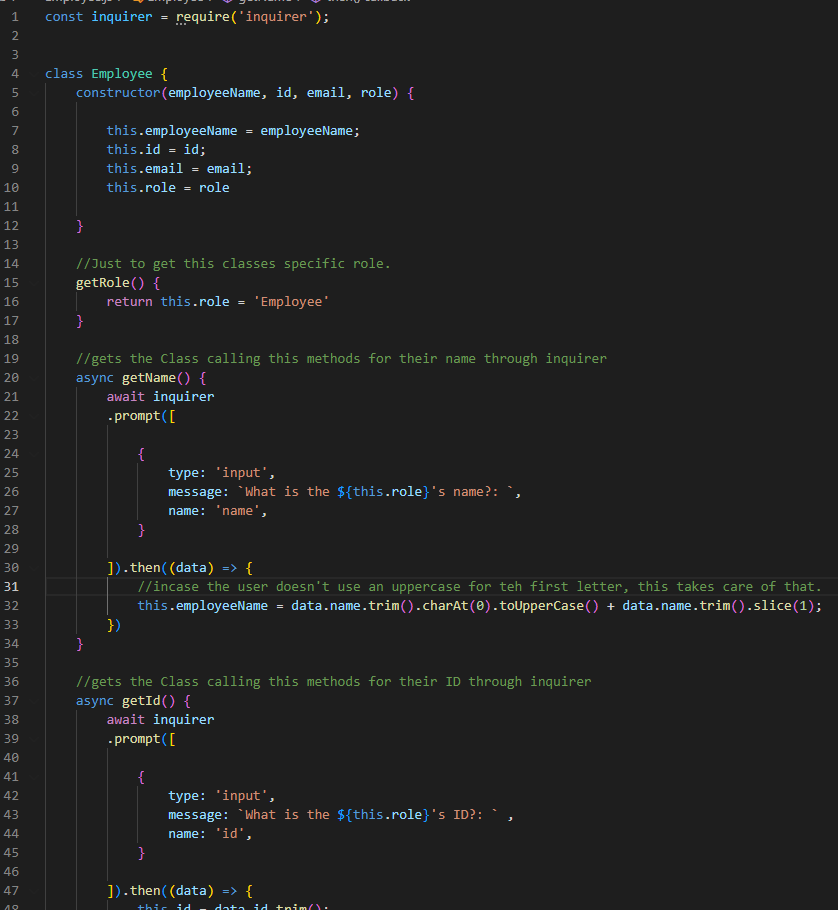 1 const inquirer = require('inquirer');
2
3
4 class Employee {
5 constructor(employeeName, id, email, role) {
6
7 this.employeeName = employeeName;
8 this.id = id;
9 this.email = email;
10 this.role = role
11
12 }
13
14 //Just to get this classes specific role.
15 getRole() {
16 return this.role = 'Employee'
17 }
18
19 //gets the Class calling this methods for their name through inquirer
20 async getName() {
21 await inquirer
22 .prompt([
23
24 {
25 type: 'input',
26 message: `What is the ${this.role}'s name?: `,
27 name: 'name',
28 }
29
30 ]).then((data) => {
31 //incase the user doesn't use an uppercase for teh first letter, this takes care of that.
32 this.employeeName = data.name.trim().charAt(0).toUpperCase() + data.name.trim().slice(1);
33 })
34 }
35
36 //gets the Class calling this methods for their ID through inquirer
37 async getId() {
38 await inquirer
39 .prompt([
40
41 {
42 type: 'input',
43 message: `What is the ${this.role}'s ID?: ` ,
44 name: 'id',
45 }
46
47 ]).then((data) => {
48 this.id = data.id.trim();